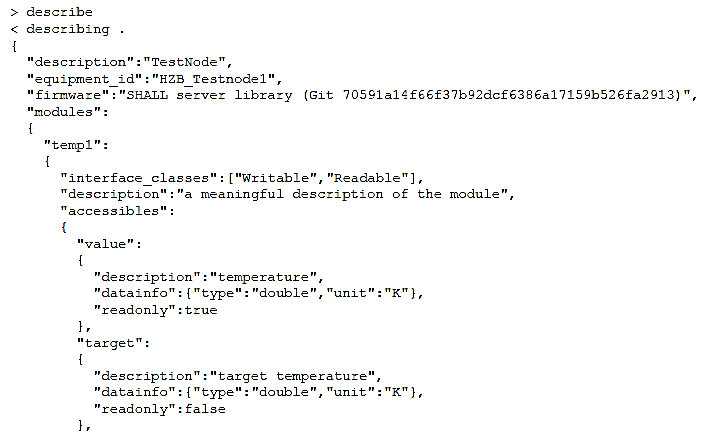 > describe
< describing .
{
  "description":"TestNode",
  "equipment_id":"HZB_Testnode1",
  "firmware":"SHALL server library (Git 70591a14f66f37b92dcf6386a17159b526fa2913)",
  "modules":
  {
    "temp1":
    {
      "interface_classes":["Writable","Readable"],
      "description":"a meaningful description of the module",
      "accessibles":
      {
        "value":
        {
          "description":"temperature",
          "datainfo":{"type":"double","unit":"K"},
          "readonly":true
        },
        "target":
        {
          "description":"target temperature",
          "datainfo":{"type":"double","unit":"K"},
          "readonly":false
        },